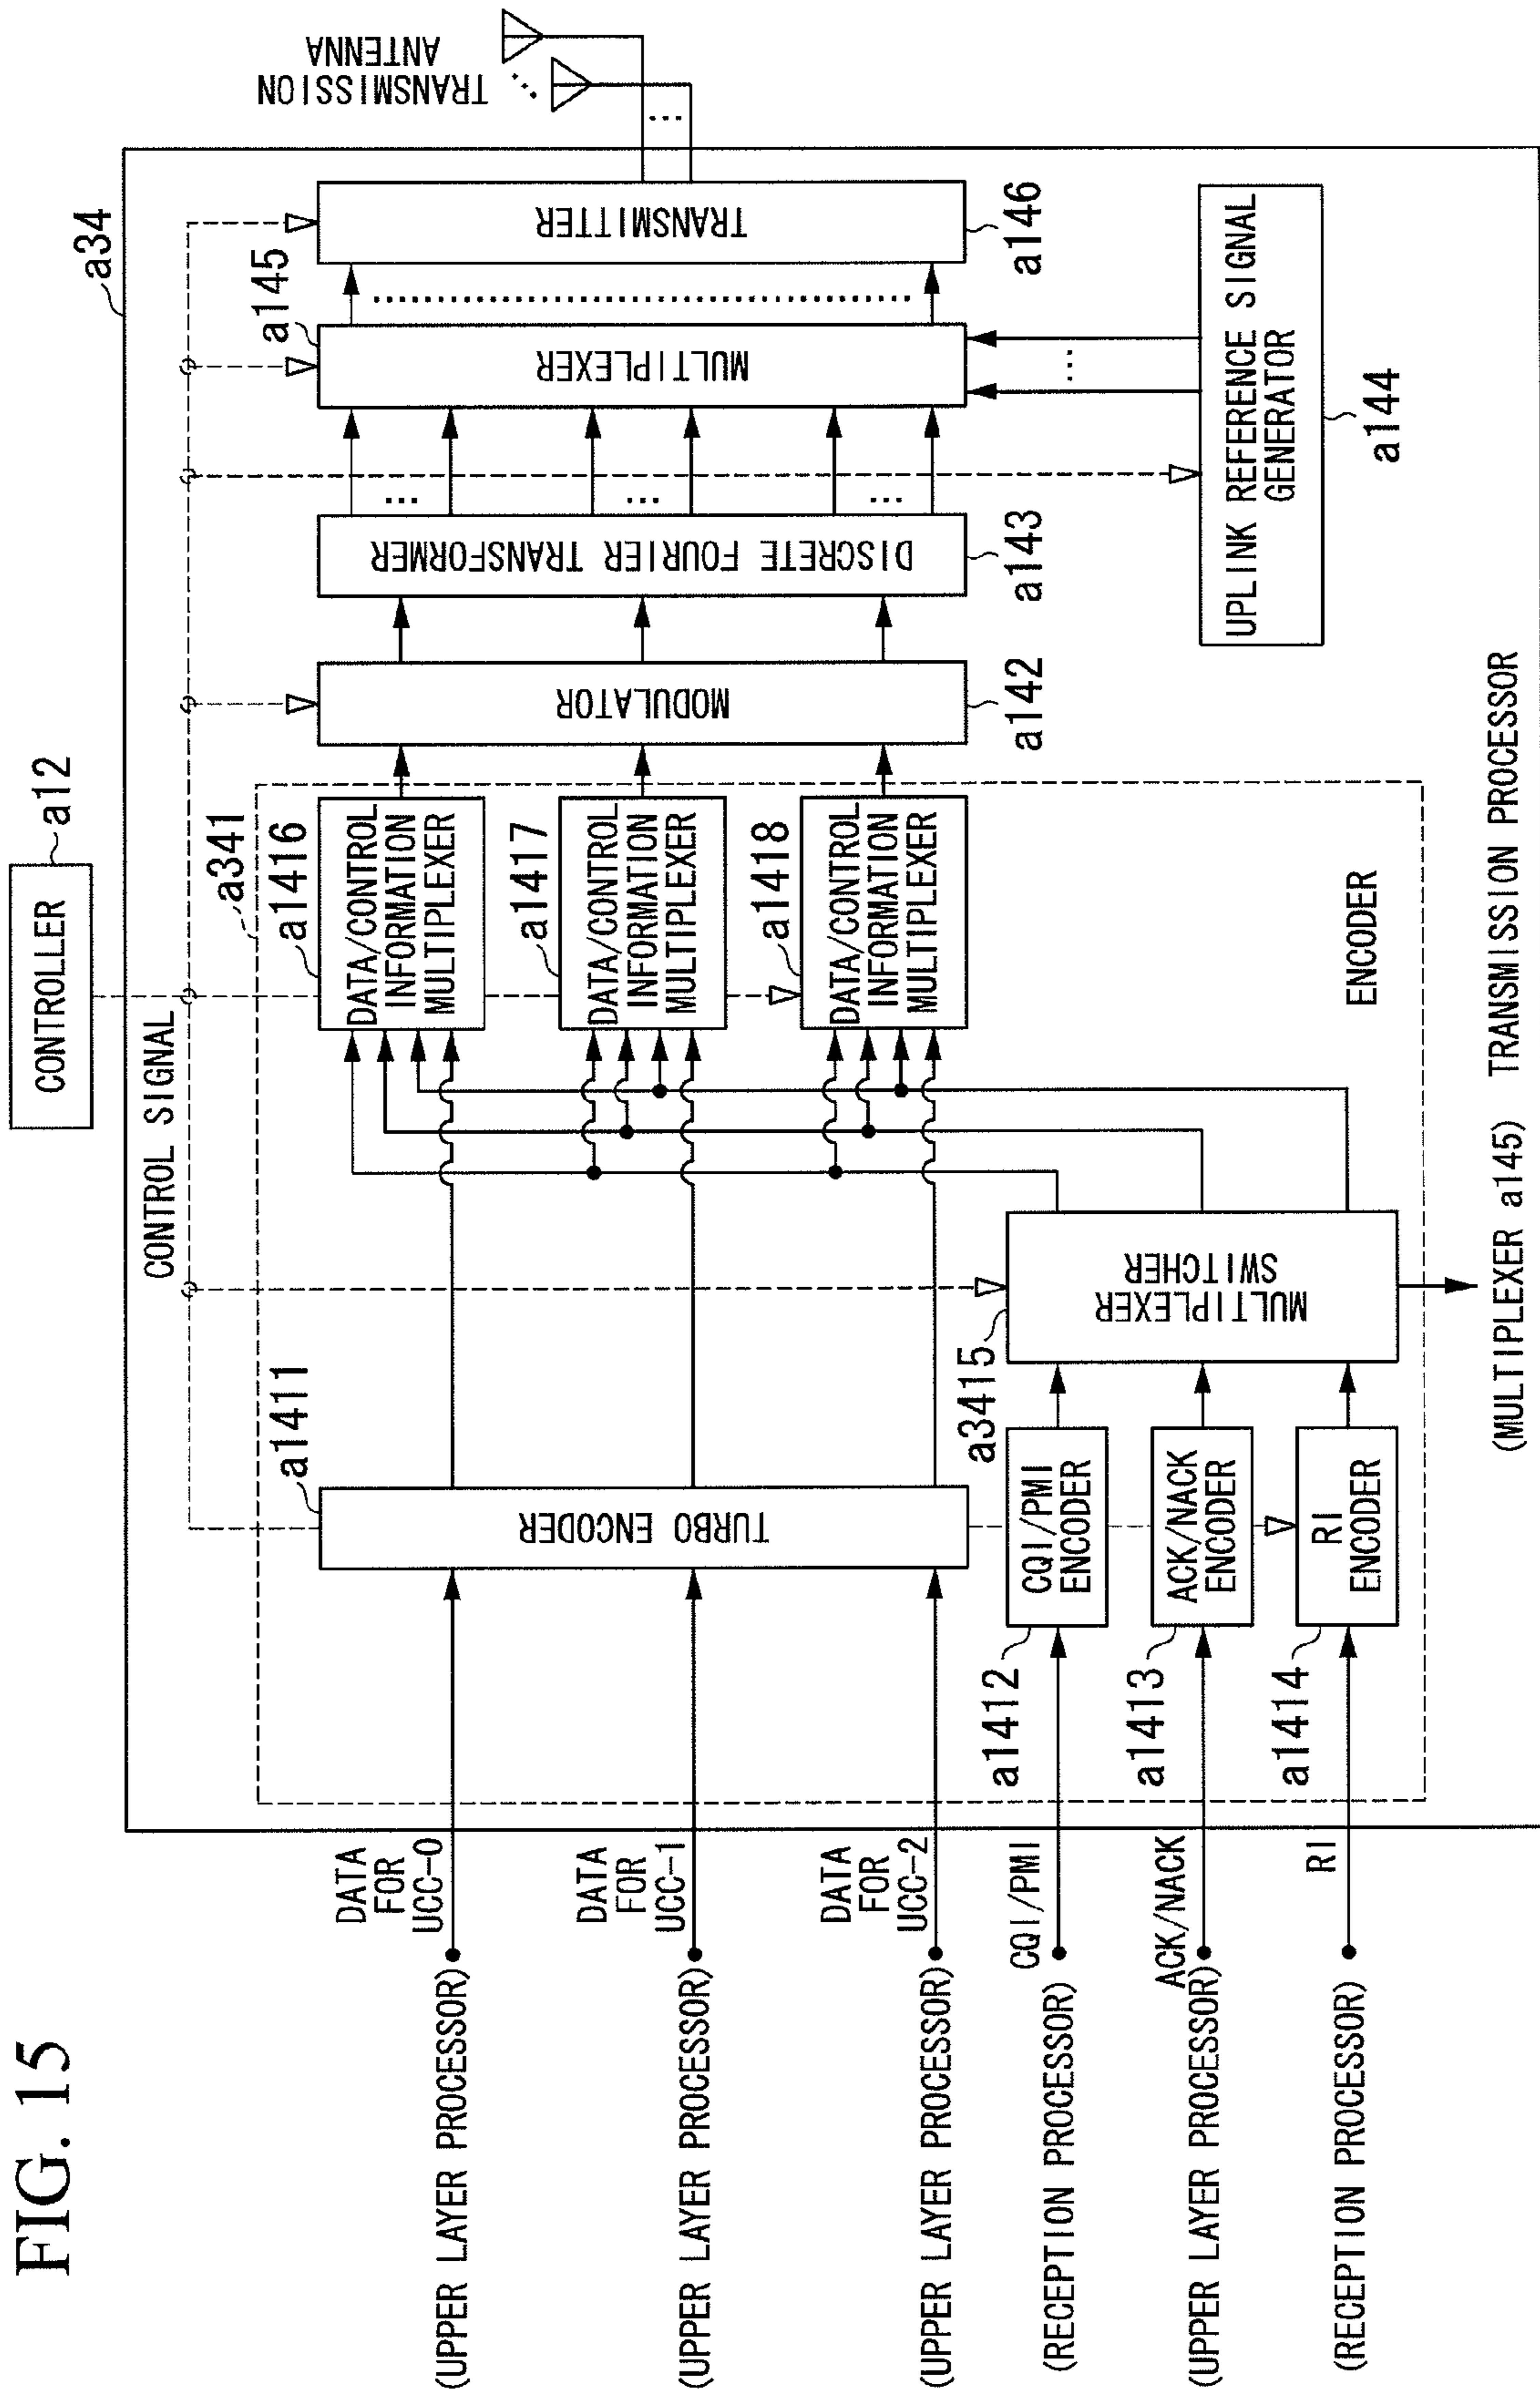 FIG. 15
CONTROLLER
a12
a34
CONTROL SIGNAL
a341
TRANSMISSION
ANTENNA
DATA
FOR
UCC-0
(UPPER LAYER PROCESSOR)
DATA
FOR
UCC-1
(UPPER LAYER PROCESSOR)
DATA
FOR
UCC-2
(UPPER LAYER PROCESSOR)
CQI/PMI
(RECEPTION PROCESSOR)
ACK/NACK
(UPPER LAYER PROCESSOR)
RI
(RECEPTION PROCESSOR)
a1411
TURBO ENCODER
a1412
CQI/PMI
ENCODER
a1413
ACK/NACK
ENCODER
a1414
RI
ENCODER
a3415
MULTIPLEXER
SWITCHER
a1416
DATA/CONTROL
INFORMATION
MULTIPLEXER
a1417
DATA/CONTROL
INFORMATION
MULTIPLEXER
a1418
DATA/CONTROL
INFORMATION
MULTIPLEXER
ENCODER
MODULATOR
a142
DISCRETE FOURIER TRANSFORMER
a143
a145
MULTIPLEXER
TRANSMITTER
a146
UPLINK REFERENCE SIGNAL
GENERATOR
a144
(MULTIPLEXER a145)
TRANSMISSION PROCESSOR